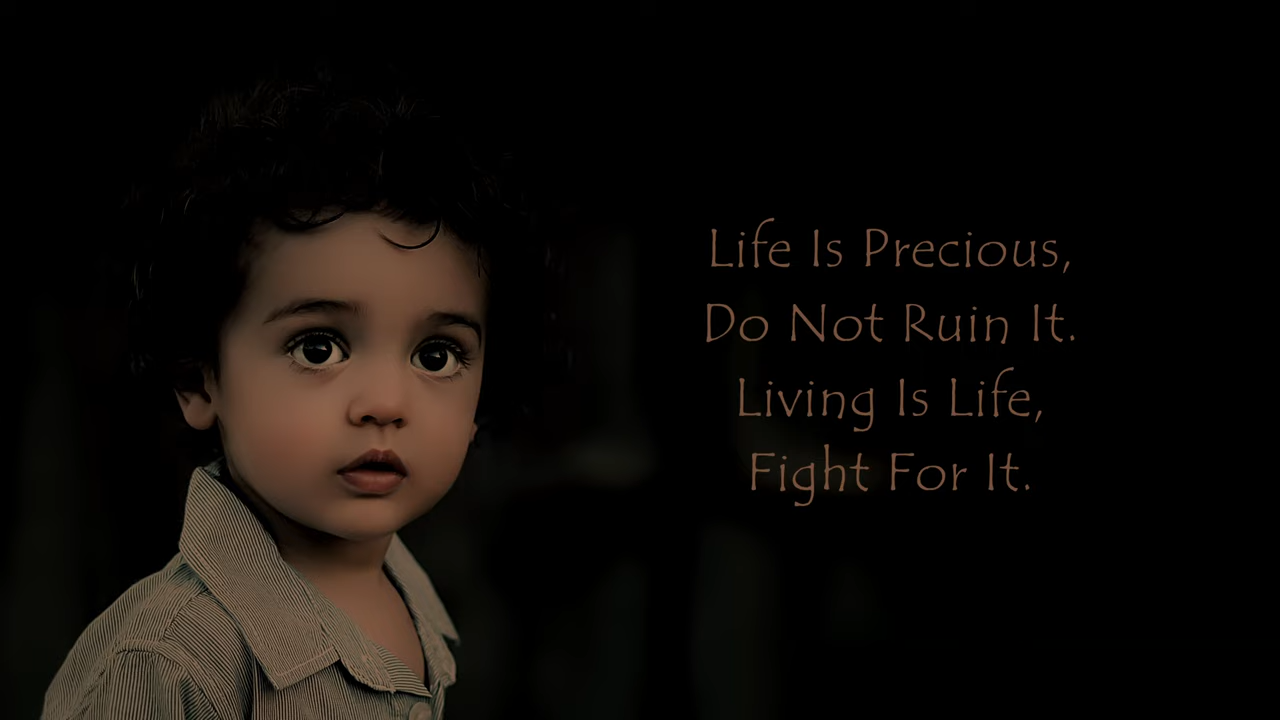 Life Is Precious,
Do Not Ruin It.
Living Is Life,
Fight For It.